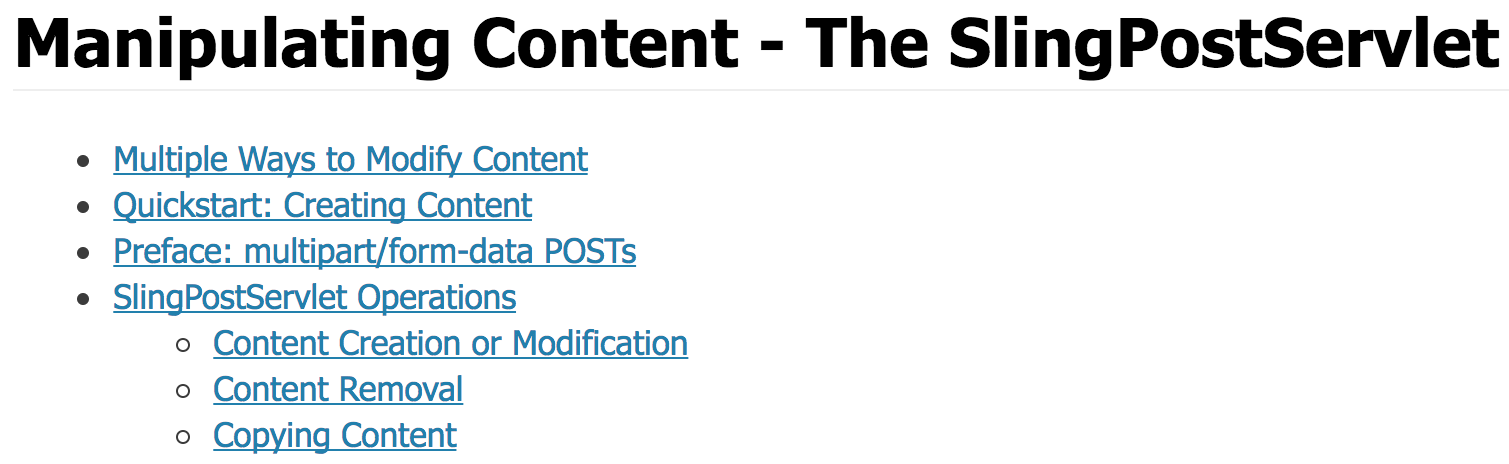 Manipulating Content - The SlingPostServlet
Multiple Ways to Modify Content
Quickstart: Creating Content
Preface: multipart/form-data POSTs
SlingPostServlet Operations
Content Creation or Modification
Content Removal
Copying Content